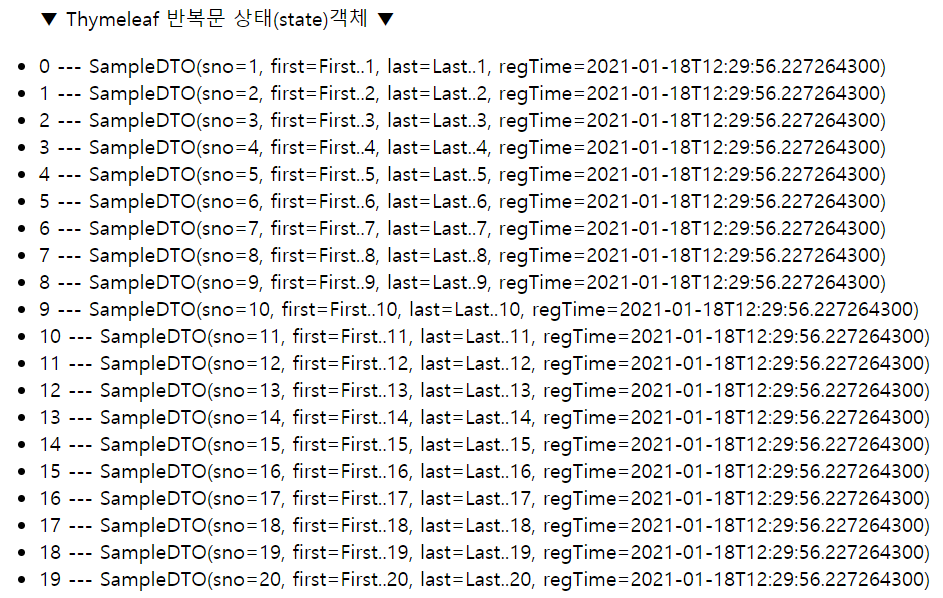 ▼ Thymeleaf 반복문 상태(state)객체 ▼
• 0 --- SampleDTO(sno=1, first=First..1, last=Last..1, regTime=2021-01-18T12:29:56.227264300)
• 1 --- SampleDTO(sno=2, first=First..2, last=Last..2, regTime=2021-01-18T12:29:56.227264300)
• 2 --- SampleDTO(sno=3, first=First..3, last=Last..3, regTime=2021-01-18T12:29:56.227264300)
• 3 --- SampleDTO(sno=4, first=First..4, last=Last..4, regTime=2021-01-18T12:29:56.227264300)
• 4 --- SampleDTO(sno=5, first=First..5, last=Last..5, regTime=2021-01-18T12:29:56.227264300)
• 5 --- SampleDTO(sno=6, first=First..6, last=Last..6, regTime=2021-01-18T12:29:56.227264300)
• 6 --- SampleDTO(sno=7, first=First..7, last=Last..7, regTime=2021-01-18T12:29:56.227264300)
• 7 --- SampleDTO(sno=8, first=First..8, last=Last..8, regTime=2021-01-18T12:29:56.227264300)
• 8 --- SampleDTO(sno=9, first=First..9, last=Last..9, regTime=2021-01-18T12:29:56.227264300)
• 9 --- SampleDTO(sno=10, first=First..10, last=Last..10, regTime=2021-01-18T12:29:56.227264300)
• 10 --- SampleDTO(sno=11, first=First..11, last=Last..11, regTime=2021-01-18T12:29:56.227264300)
• 11 --- SampleDTO(sno=12, first=First..12, last=Last..12, regTime=2021-01-18T12:29:56.227264300)
• 12 --- SampleDTO(sno=13, first=First..13, last=Last..13, regTime=2021-01-18T12:29:56.227264300)
• 13 --- SampleDTO(sno=14, first=First..14, last=Last..14, regTime=2021-01-18T12:29:56.227264300)
• 14 --- SampleDTO(sno=15, first=First..15, last=Last..15, regTime=2021-01-18T12:29:56.227264300)
• 15 --- SampleDTO(sno=16, first=First..16, last=Last..16, regTime=2021-01-18T12:29:56.227264300)
• 16 --- SampleDTO(sno=17, first=First..17, last=Last..17, regTime=2021-01-18T12:29:56.227264300)
• 17 --- SampleDTO(sno=18, first=First..18, last=Last..18, regTime=2021-01-18T12:29:56.227264300)
• 18 --- SampleDTO(sno=19, first=First..19, last=Last..19, regTime=2021-01-18T12:29:56.227264300)
• 19 --- SampleDTO(sno=20, first=First..20, last=Last..20, regTime=2021-01-18T12:29:56.227264300)